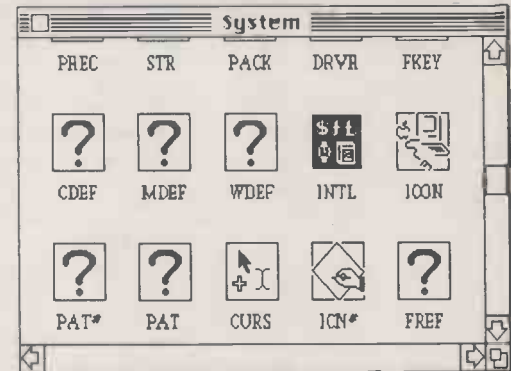 System
PREC STR PACK DRVR FKEY
CDEF MDEF WDEF INTL ICON
PAT# PAT CURS ICN# FREF